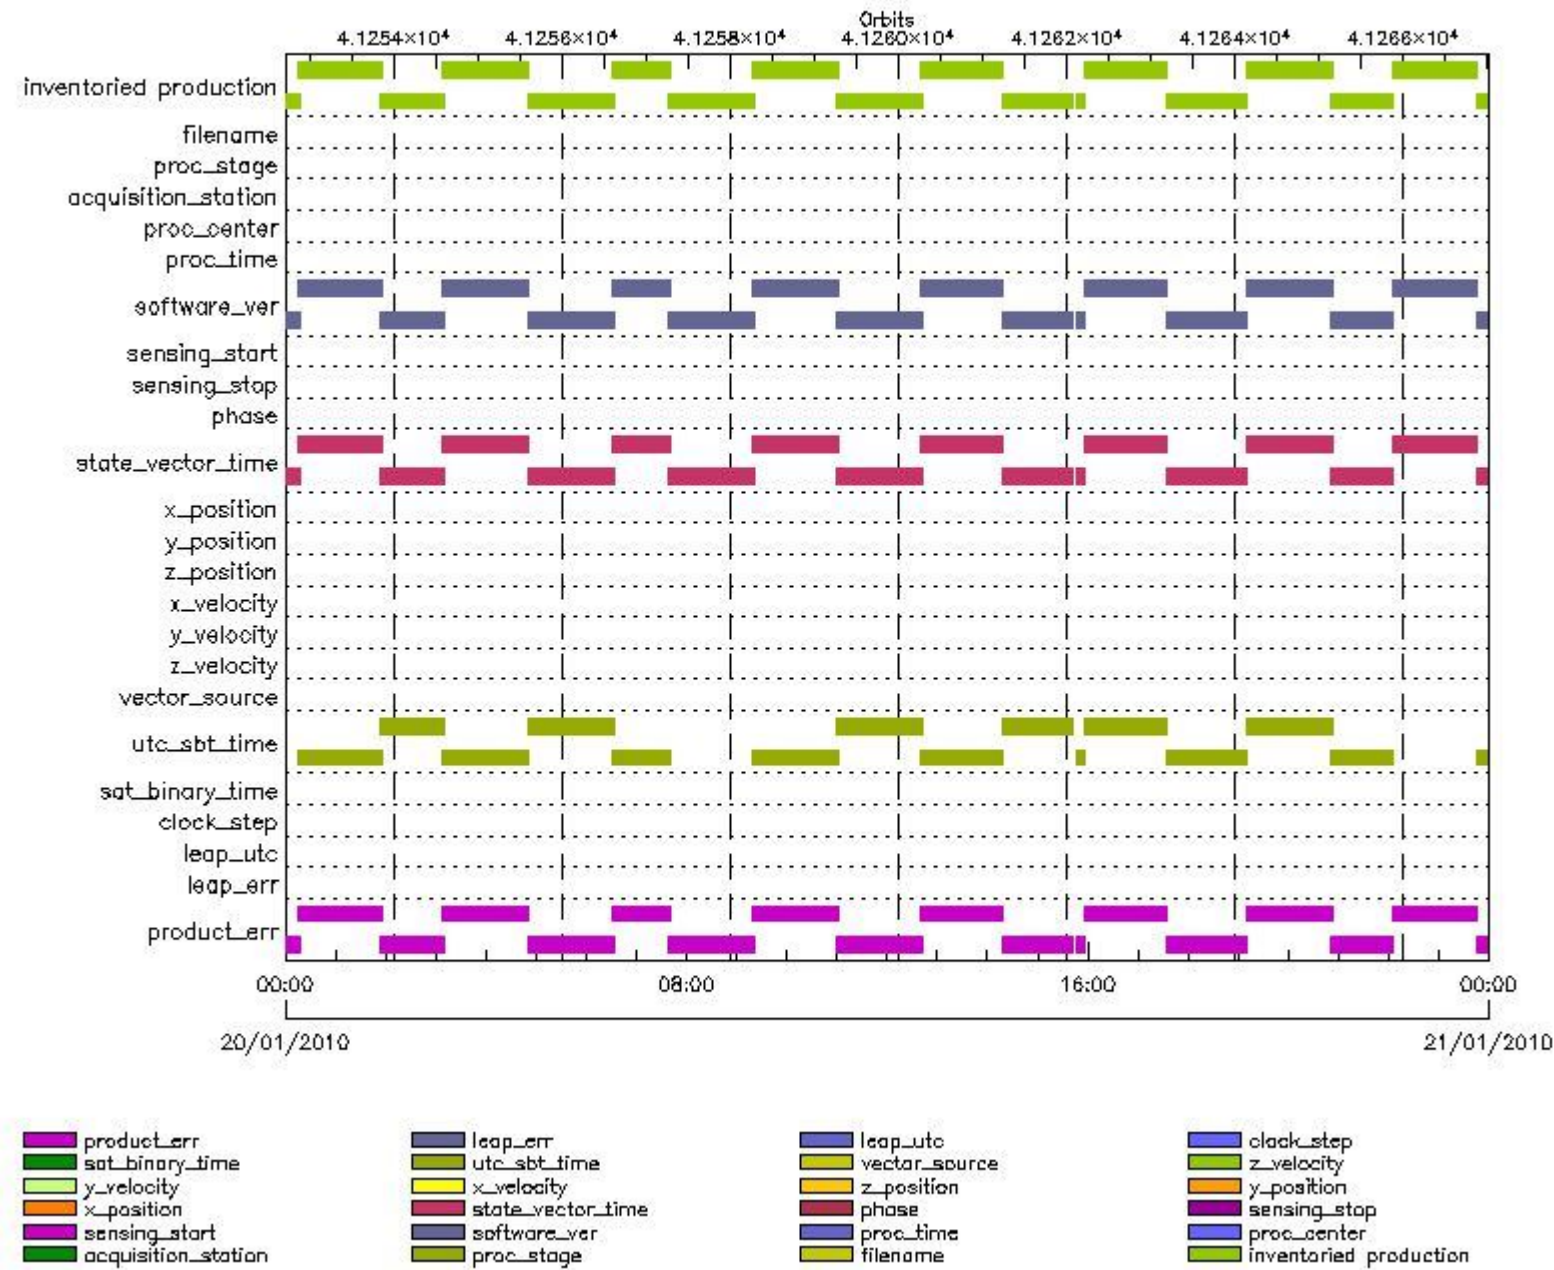 Orbits
4.1254×10⁴ 4.1256×10⁴ 4.1258×10⁴ 4.1260×10⁴ 4.1262×10⁴ 4.1264×10⁴ 4.1266×10⁴
inventoried production
filename
proc_stage
acquisition_station
proc_center
proc_time
software_ver
sensing_start
sensing_stop
phase
state_vector_time
x_position
y_position
z_position
x_velocity
y_velocity
z_velocity
vector_source
utc_sbt_time
sat_binary_time
clock_step
leap_utc
leap_err
product_err
00:00 08:00 16:00 00:00
20/01/2010 21/01/2010
product_err leap_err leap_utc clock_step
sat_binary_time utc_sbt_time vector_source z_velocity
y_velocity x_velocity z_position y_position
x_position state_vector_time phase sensing_stop
sensing_start software_ver proc_time proc_center
acquisition_station proc_stage filename inventoried production